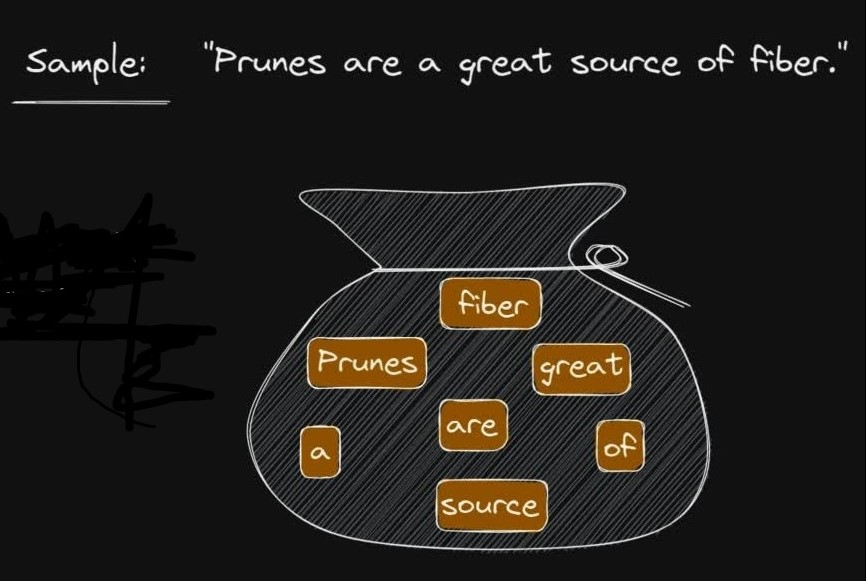 Sample: "Prunes are a great source of fiber."
fiber
Prunes
great
are
a
of
source